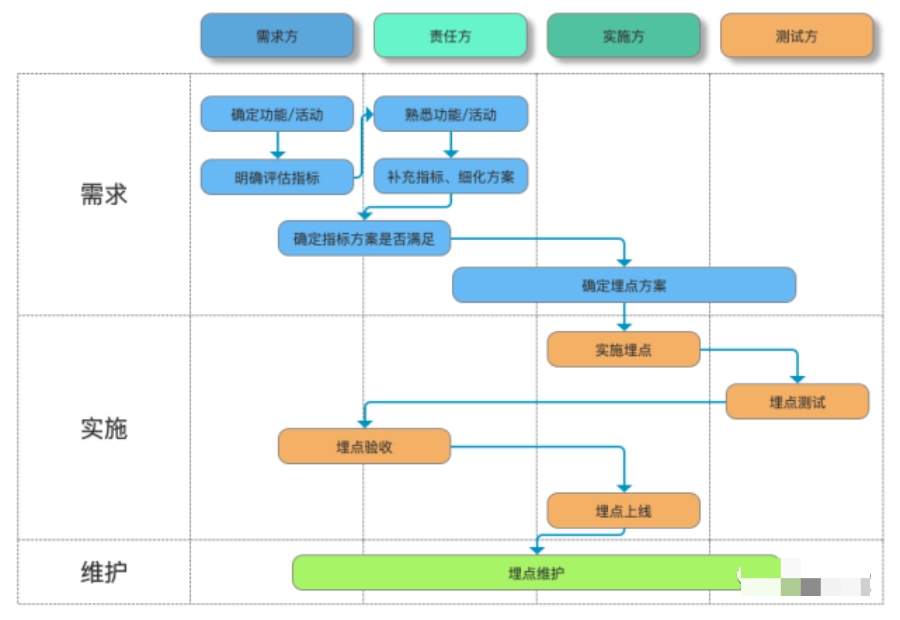 需求方
责任方
实施方
测试方
需求
确定功能/活动
熟悉功能/活动
明确评估指标
补充指标、细化方案
确定指标方案是否满足
确定埋点方案
实施
实施埋点
埋点测试
埋点验收
埋点上线
维护
埋点维护